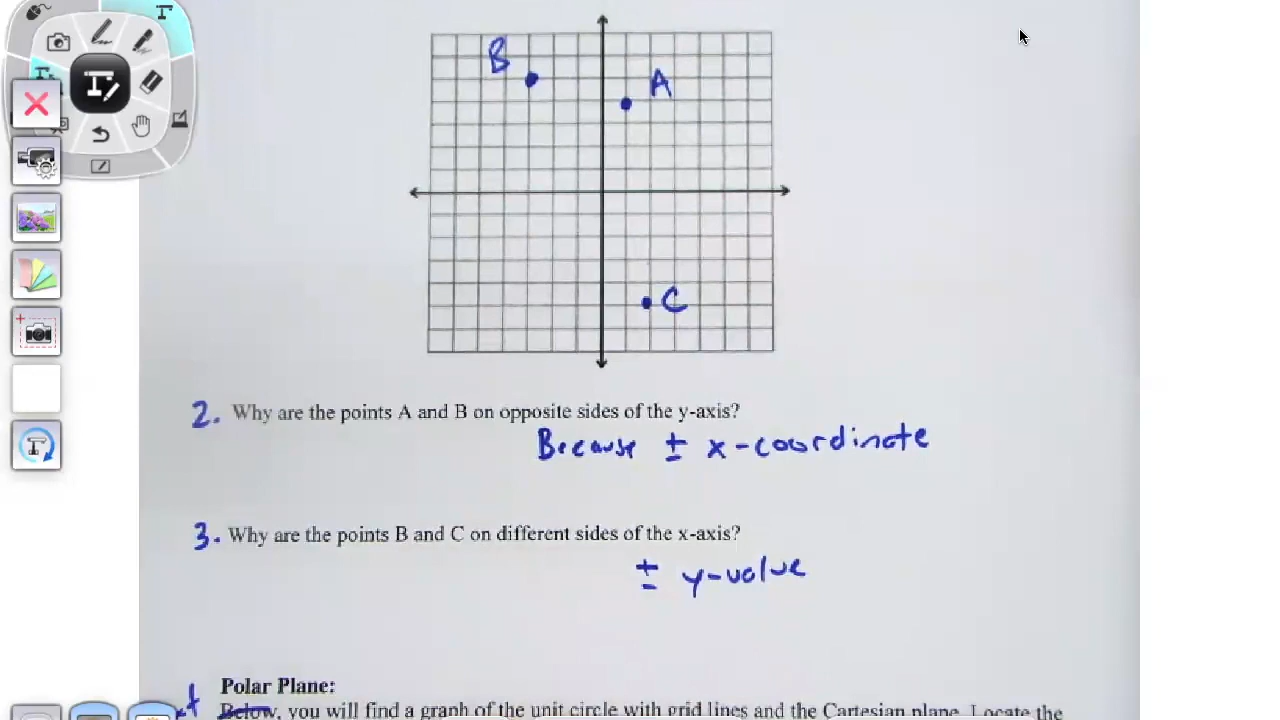 B
A
C
2. Why are the points A and B on opposite sides of the y-axis?
Because ± x-coordinate
3. Why are the points B and C on different sides of the x-axis?
± y-value
Polar Plane:
Below, you will find a graph of the unit circle with grid lines and the Cartesian plane. Locate the